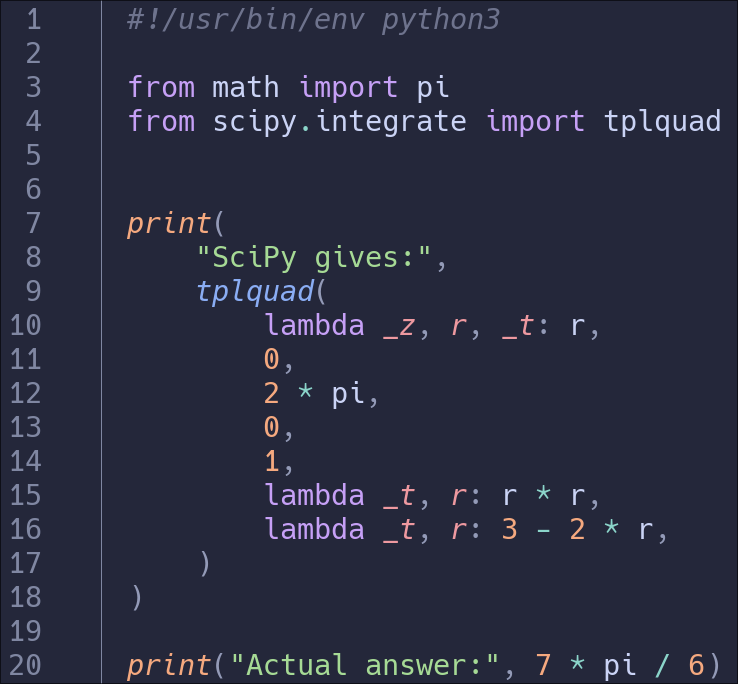 1 #!/usr/bin/env python3
2
3 from math import pi
4 from scipy.integrate import tplquad
5
6
7 print(
8     "SciPy gives:",
9     tplquad(
10         lambda _z, r, _t: r,
11         0,
12         2 * pi,
13         0,
14         1,
15         lambda _t, r: r * r,
16         lambda _t, r: 3 - 2 * r,
17     )
18 )
19
20 print("Actual answer:", 7 * pi / 6)